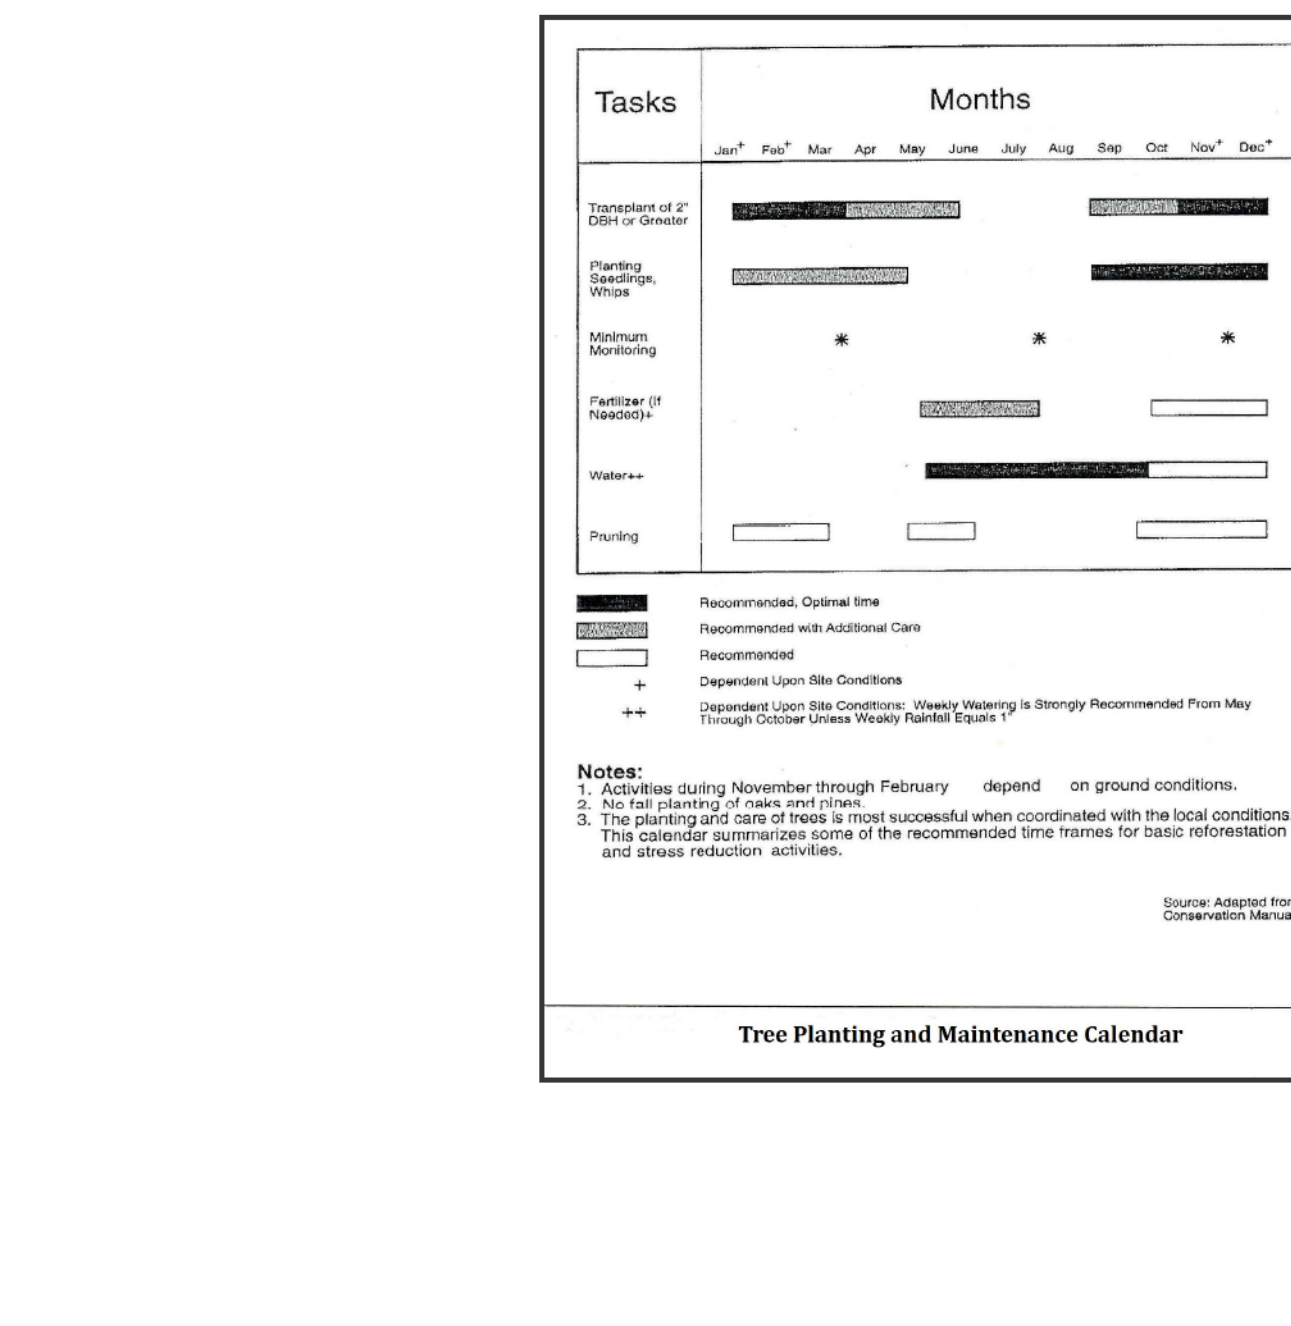 Tasks
Months
Jan+ Feb+ Mar Apr May June July Aug Sep Oct Nov+ Dec+
Transplant of 2"
DBH or Greater
Planting
Seedlings,
Whips
Minimum
Monitoring
* * *
Fertilizer (If
Needed)+
Water++
Pruning
Recommended, Optimal time
Recommended with Additional Care
Recommended
+ Dependent Upon Site Conditions
++ Dependent Upon Site Conditions: Weekly Watering is Strongly Recommended From May
Through October Unless Weekly Rainfall Equals 1"
Notes:
1. Activities during November through February depend on ground conditions.
2. No fall planting of oaks and pines.
3. The planting and care of trees is most successful when coordinated with the local conditions.
This calendar summarizes some of the recommended time frames for basic reforestation
and stress reduction activities.
Source: Adapted
Conservation
Tree Planting and Maintenance Calendar